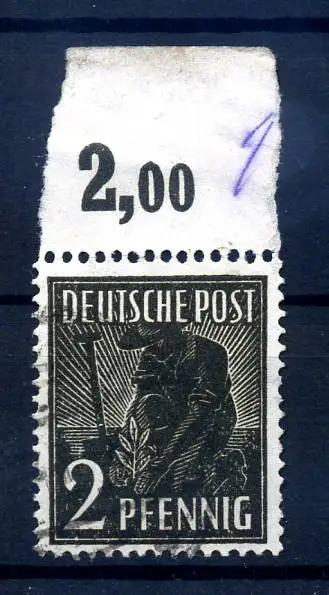 2,00
DEUTSCHE POST
2 PFENNIG